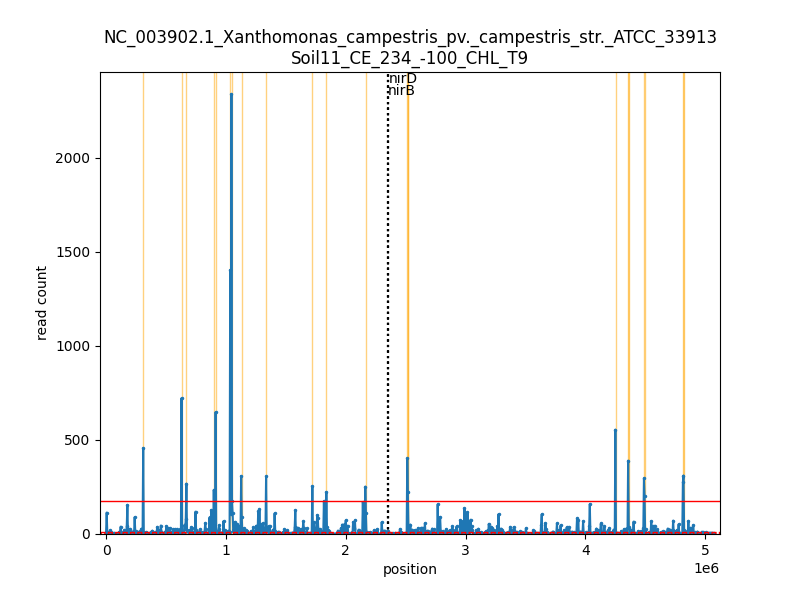 NC_003902.1_Xanthomonas_campestris_pv._campestris_str._ATCC_33913
Soil11_CE_234_-100_CHL_T9
nirD
nirB
2000
1500
1000
500
0
read count
0
1
2
3
4
5
1e6
position